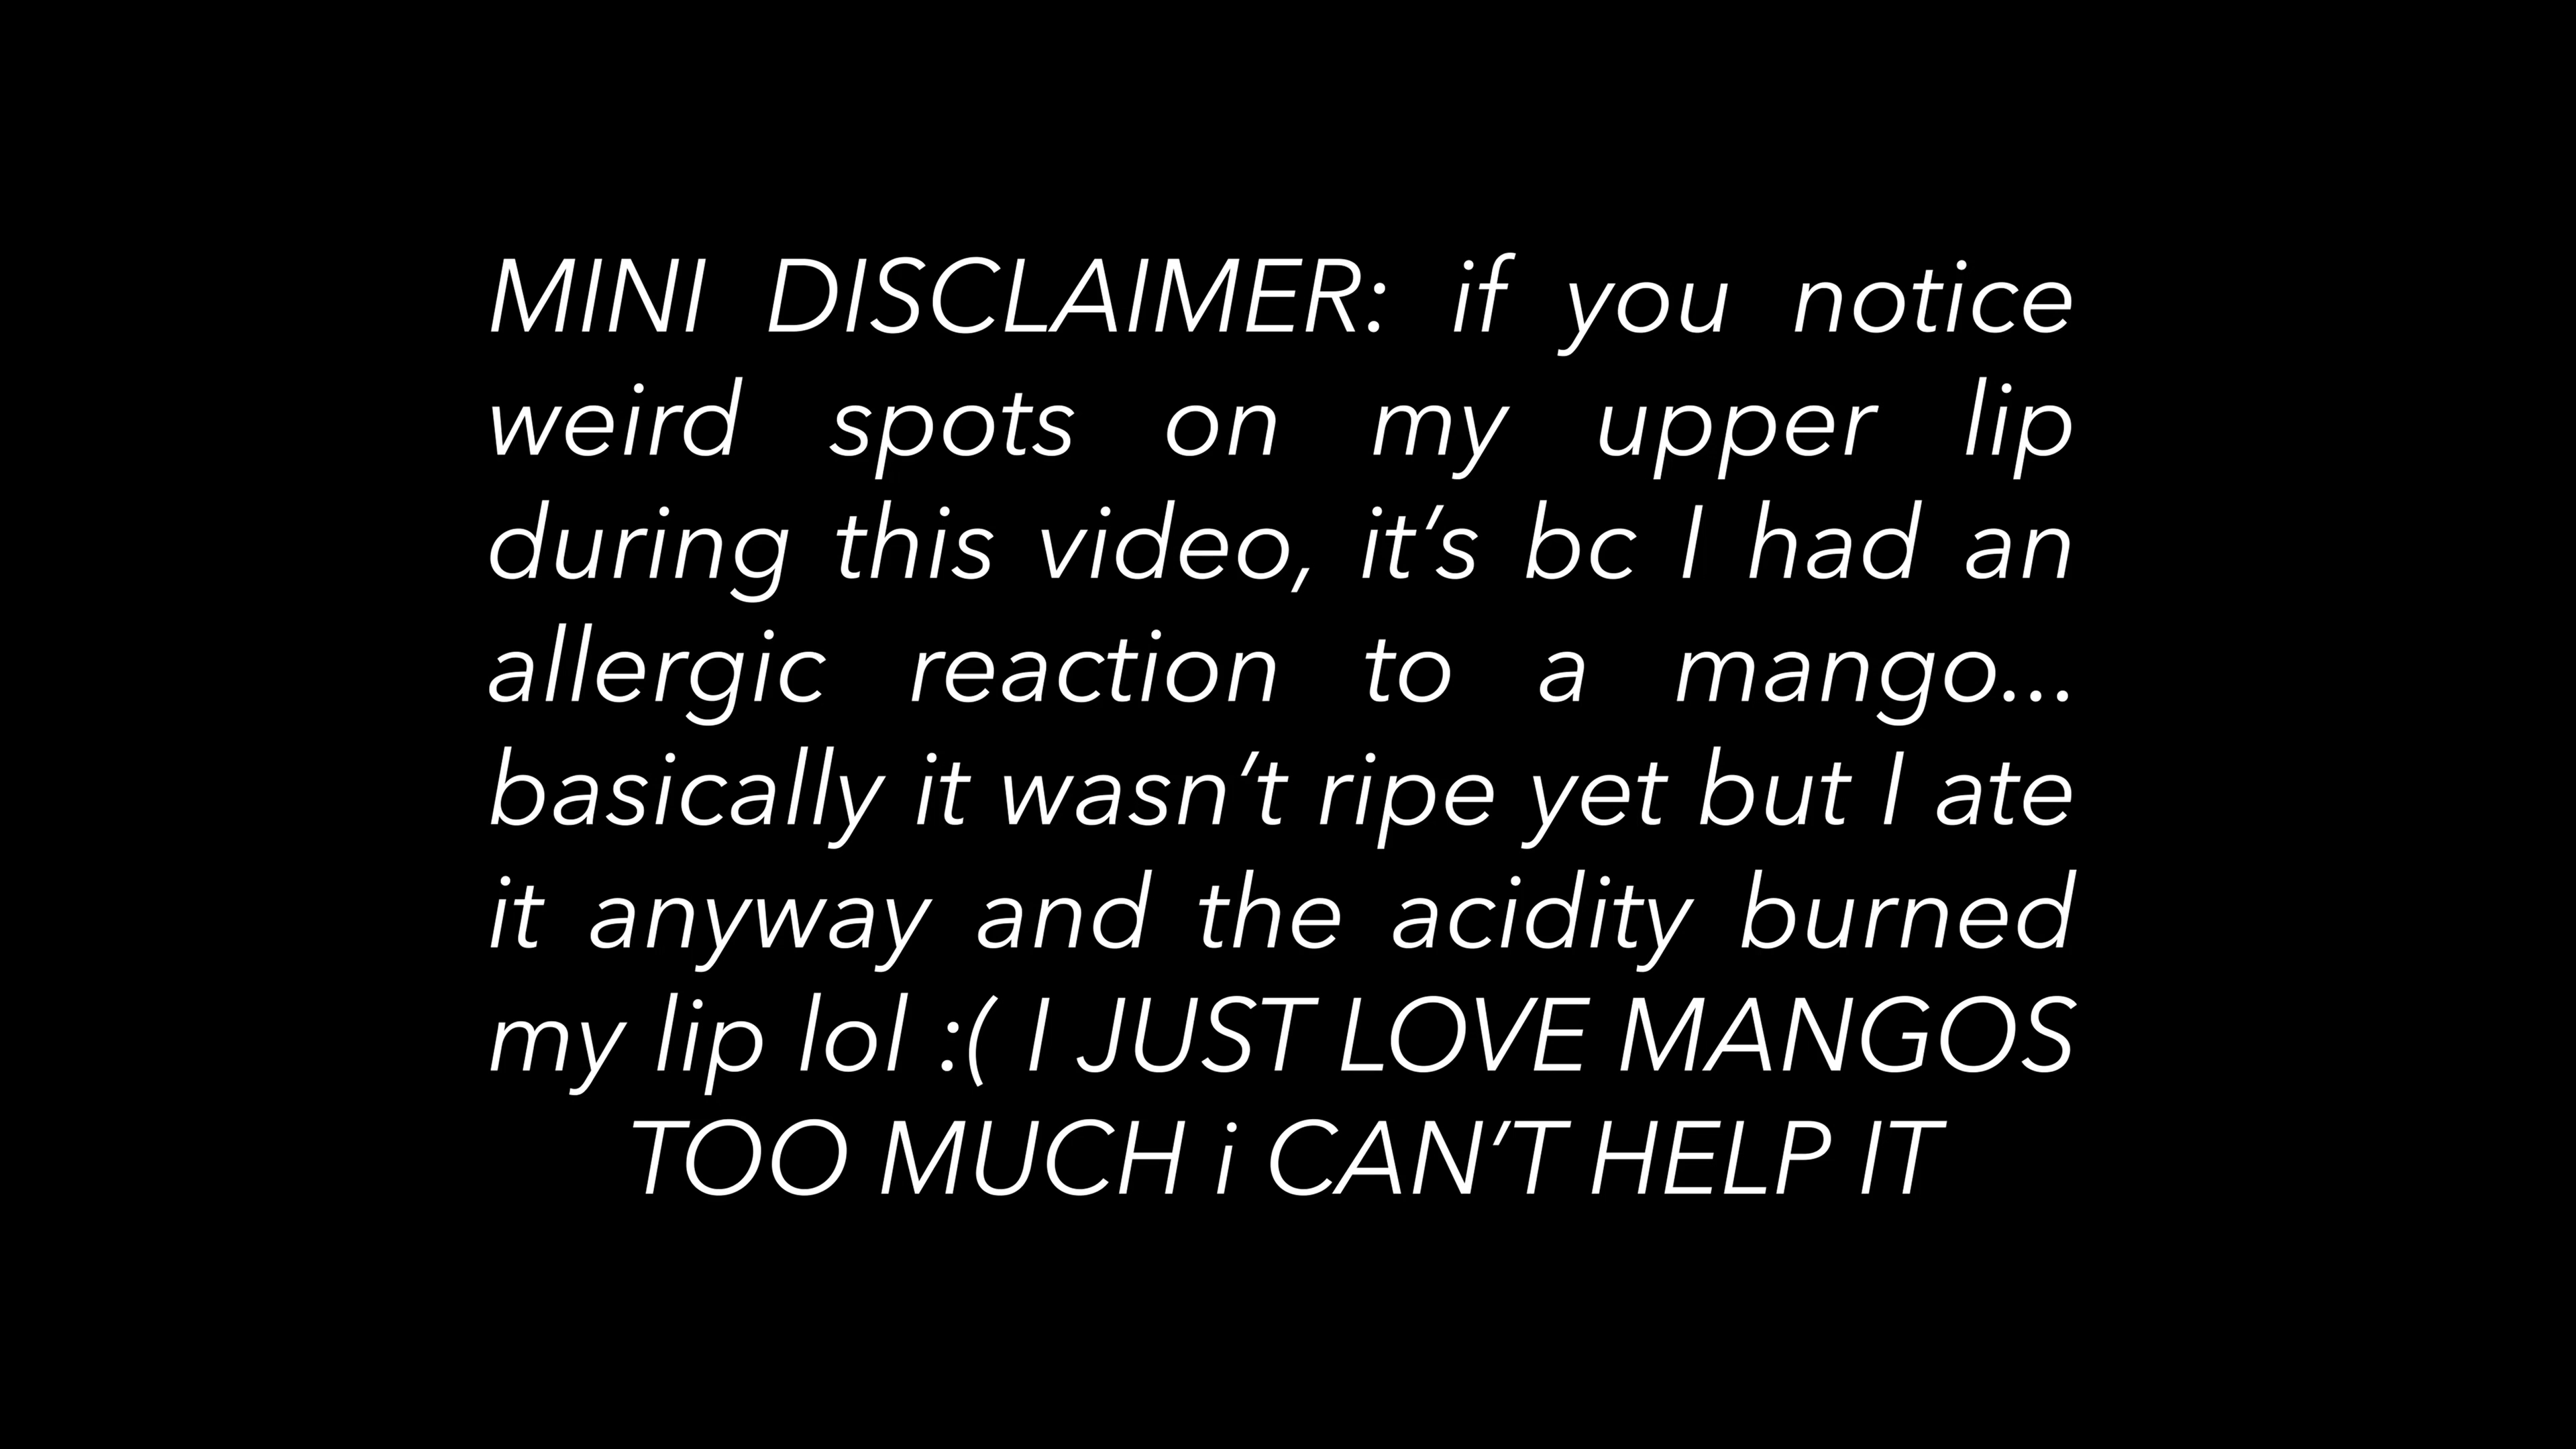 MINI DISCLAIMER: if you notice
weird spots on my upper lip
during this video, it’s bc I had an
allergic reaction to a mango...
basically it wasn’t ripe yet but I ate
it anyway and the acidity burned
my lip lol :( I JUST LOVE MANGOS
TOO MUCH i CAN’T HELP IT